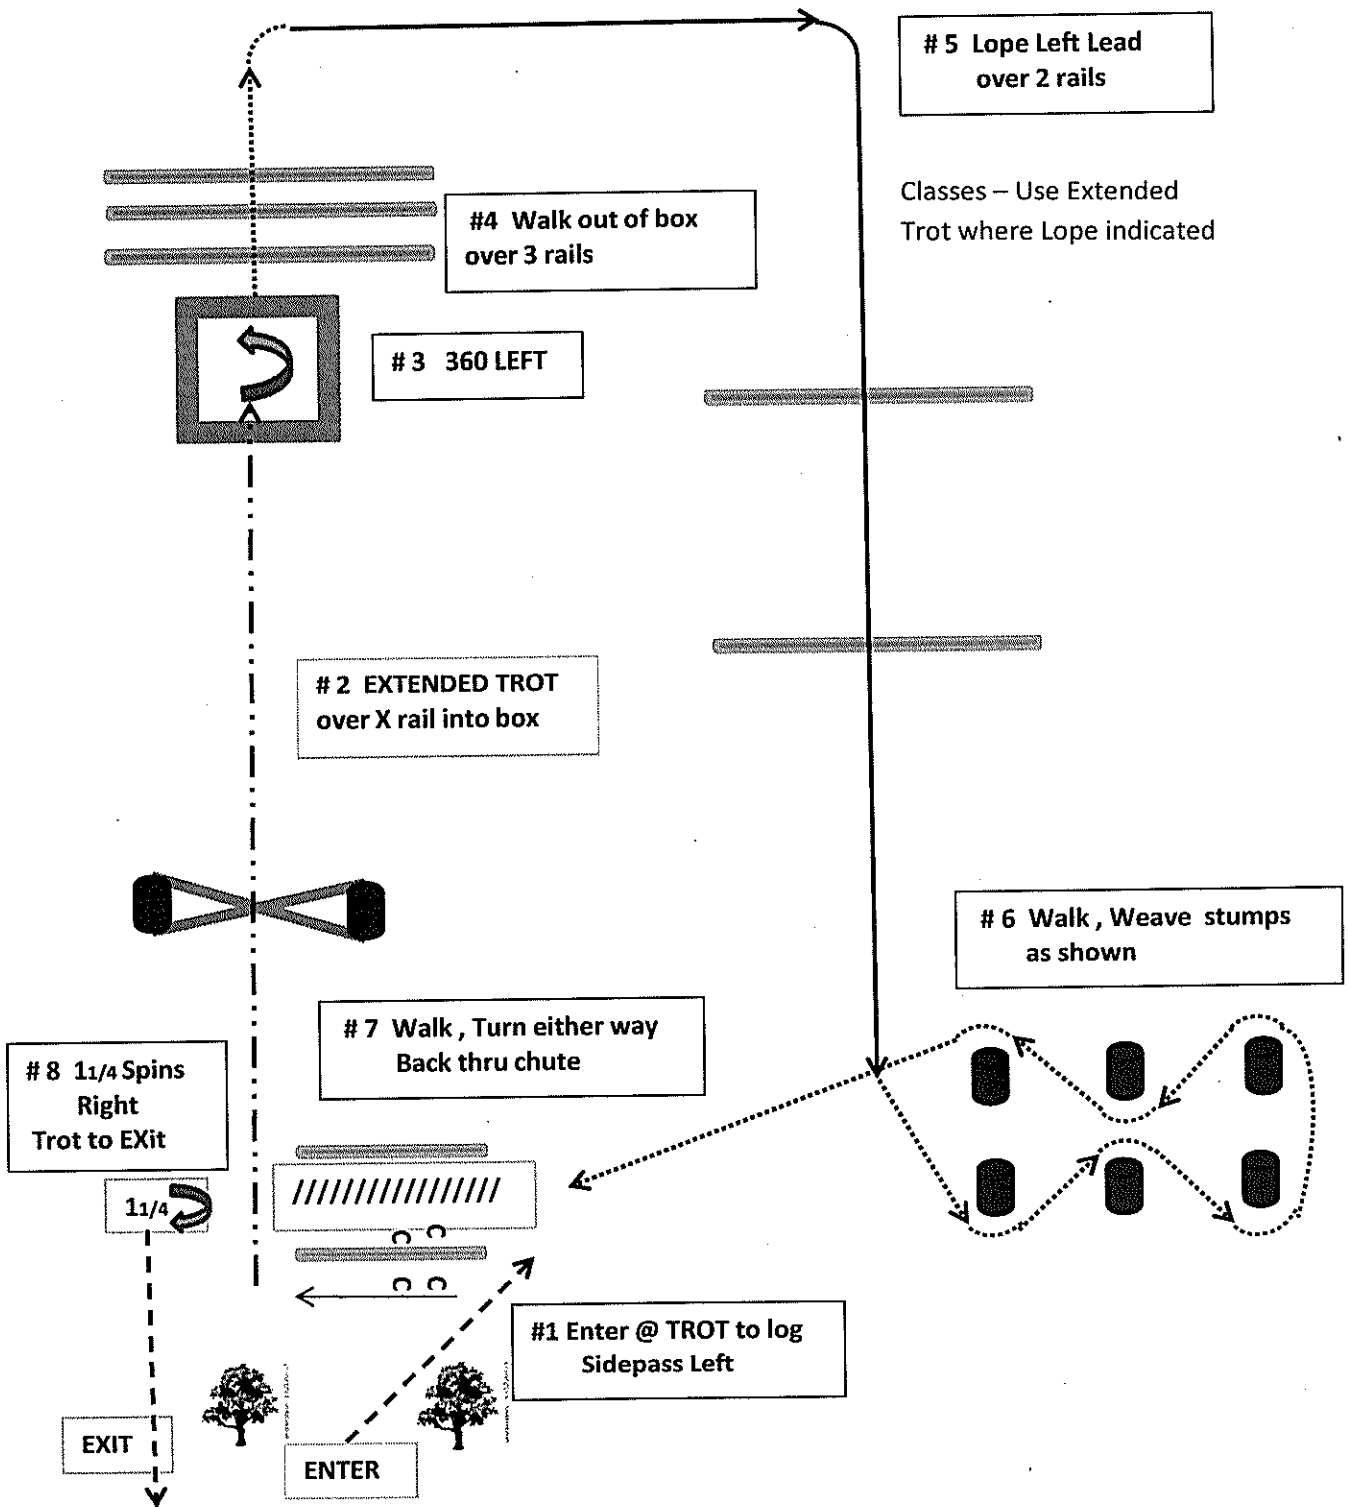 # 5 Lope Left Lead
over 2 rails
Classes – Use Extended
Trot where Lope indicated
#4 Walk out of box
over 3 rails
# 3 360 LEFT
# 2 EXTENDED TROT
over X rail into box
# 6 Walk , Weave stumps
as shown
# 7 Walk , Turn either way
Back thru chute
# 8 11/4 Spins
Right
Trot to EXit
11/4
#1 Enter @ TROT to log
Sidepass Left
EXIT
ENTER